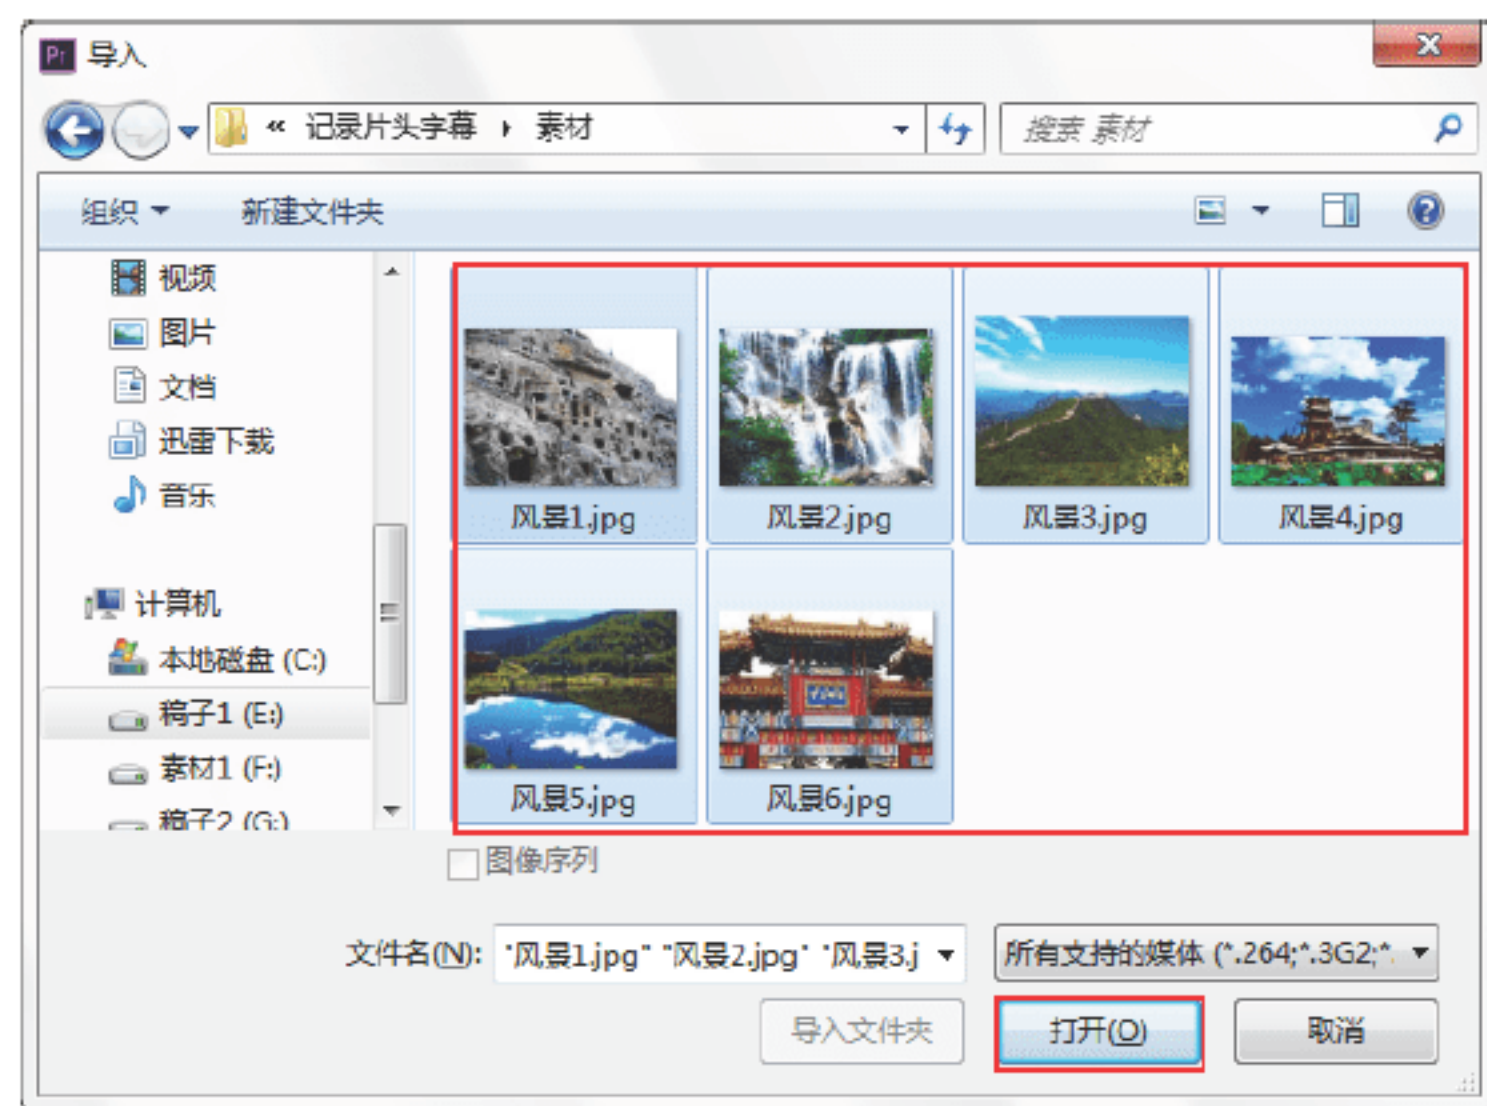 Pr 导入
« 记录片头字幕 素材
搜索 素材
组织
新建文件夹
视频
图片
文档
迅雷下载
音乐
计算机
本地磁盘 (C:)
稿子1 (E:)
素材1 (F:)
稿子2 (G:)
风景1.jpg
风景2.jpg
风景3.jpg
风景4.jpg
风景5.jpg
风景6.jpg
图像序列
文件名(N): "风景1.jpg" "风景2.jpg" "风景3.j
所有支持的媒体 (*.264;*.3G2;*.
导入文件夹
打开(O)
取消